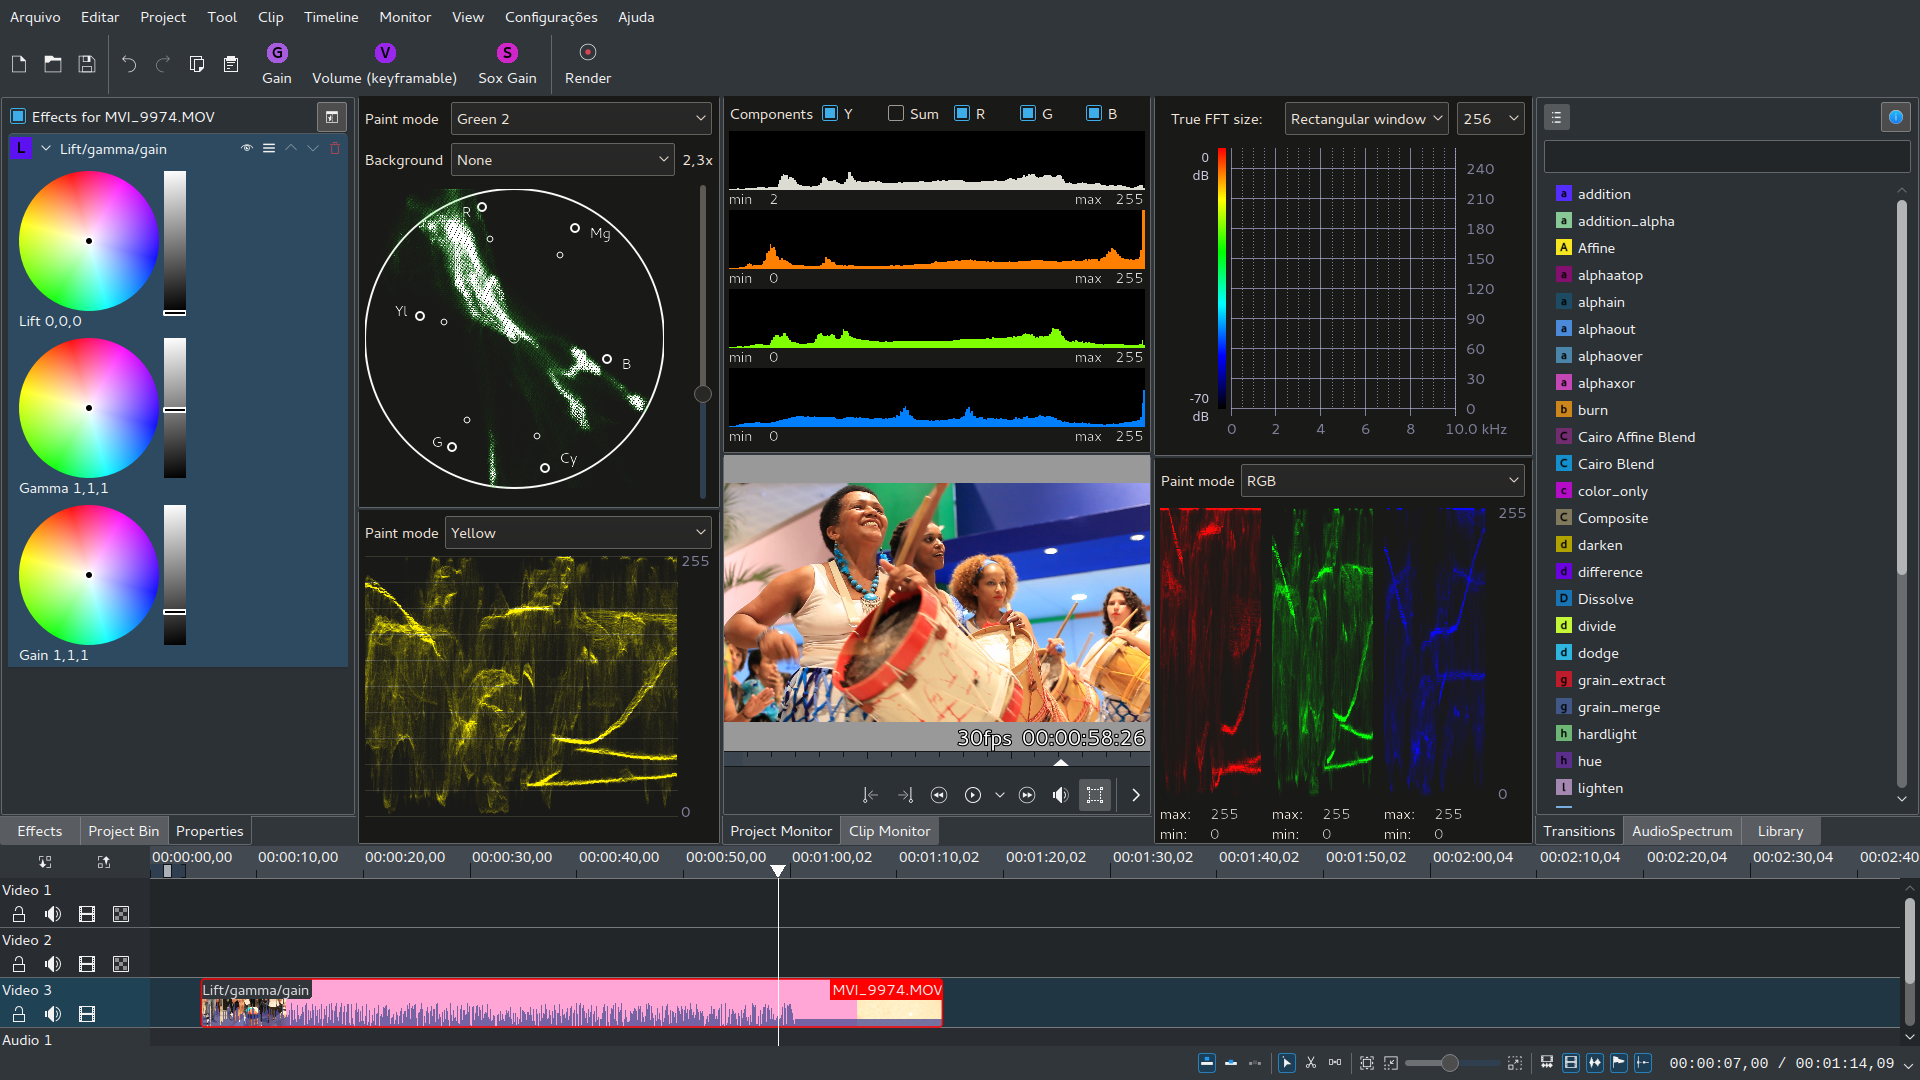 Arquivo Editar Project Tool Clip Timeline Monitor View Configurações Ajuda
G V S
Gain Volume (keyframable) Sox Gain Render
Effects for MVI_9974.MOV
L Lift/gamma/gain
Lift 0,0,0
Gamma 1,1,1
Gain 1,1,1
Effects Project Bin Properties
Paint mode Green 2
Background None 2,3x
R
Mg
Yl
B
G
Cy
Paint mode Yellow
255
0
Components Y Sum R G B
min 2 max 255
min 0 max 255
min 0 max 255
min 0 max 255
30fps 00:00:58:26
Project Monitor Clip Monitor
True FFT size: Rectangular window 256
0
dB
-70
dB
240
210
180
150
120
90
60
30
0
0 2 4 6 8 10.0 kHz
Paint mode RGB
255
0
max: 255 max: 255 max: 255
min: 0 min: 0 min: 0
a addition
a addition_alpha
A Affine
a alphaatop
a alphain
a alphaout
a alphaover
a alphaxor
b burn
C Cairo Affine Blend
C Cairo Blend
c color_only
C Composite
d darken
d difference
D Dissolve
d divide
d dodge
g grain_extract
g grain_merge
h hardlight
h hue
l lighten
Transitions AudioSpectrum Library
00:00:00,00 00:00:10,00 00:00:20,00 00:00:30,00 00:00:40,00 00:00:50,00 00:01:00,02 00:01:10,02 00:01:20,02 00:01:30,02 00:01:40,02 00:01:50,02 00:02:00,04 00:02:10,04 00:02:20,04 00:02:30,04 00:02:40
Video 1
Video 2
Video 3
Lift/gamma/gain MVI_9974.MOV
Audio 1
00:00:07,00 / 00:01:14,09